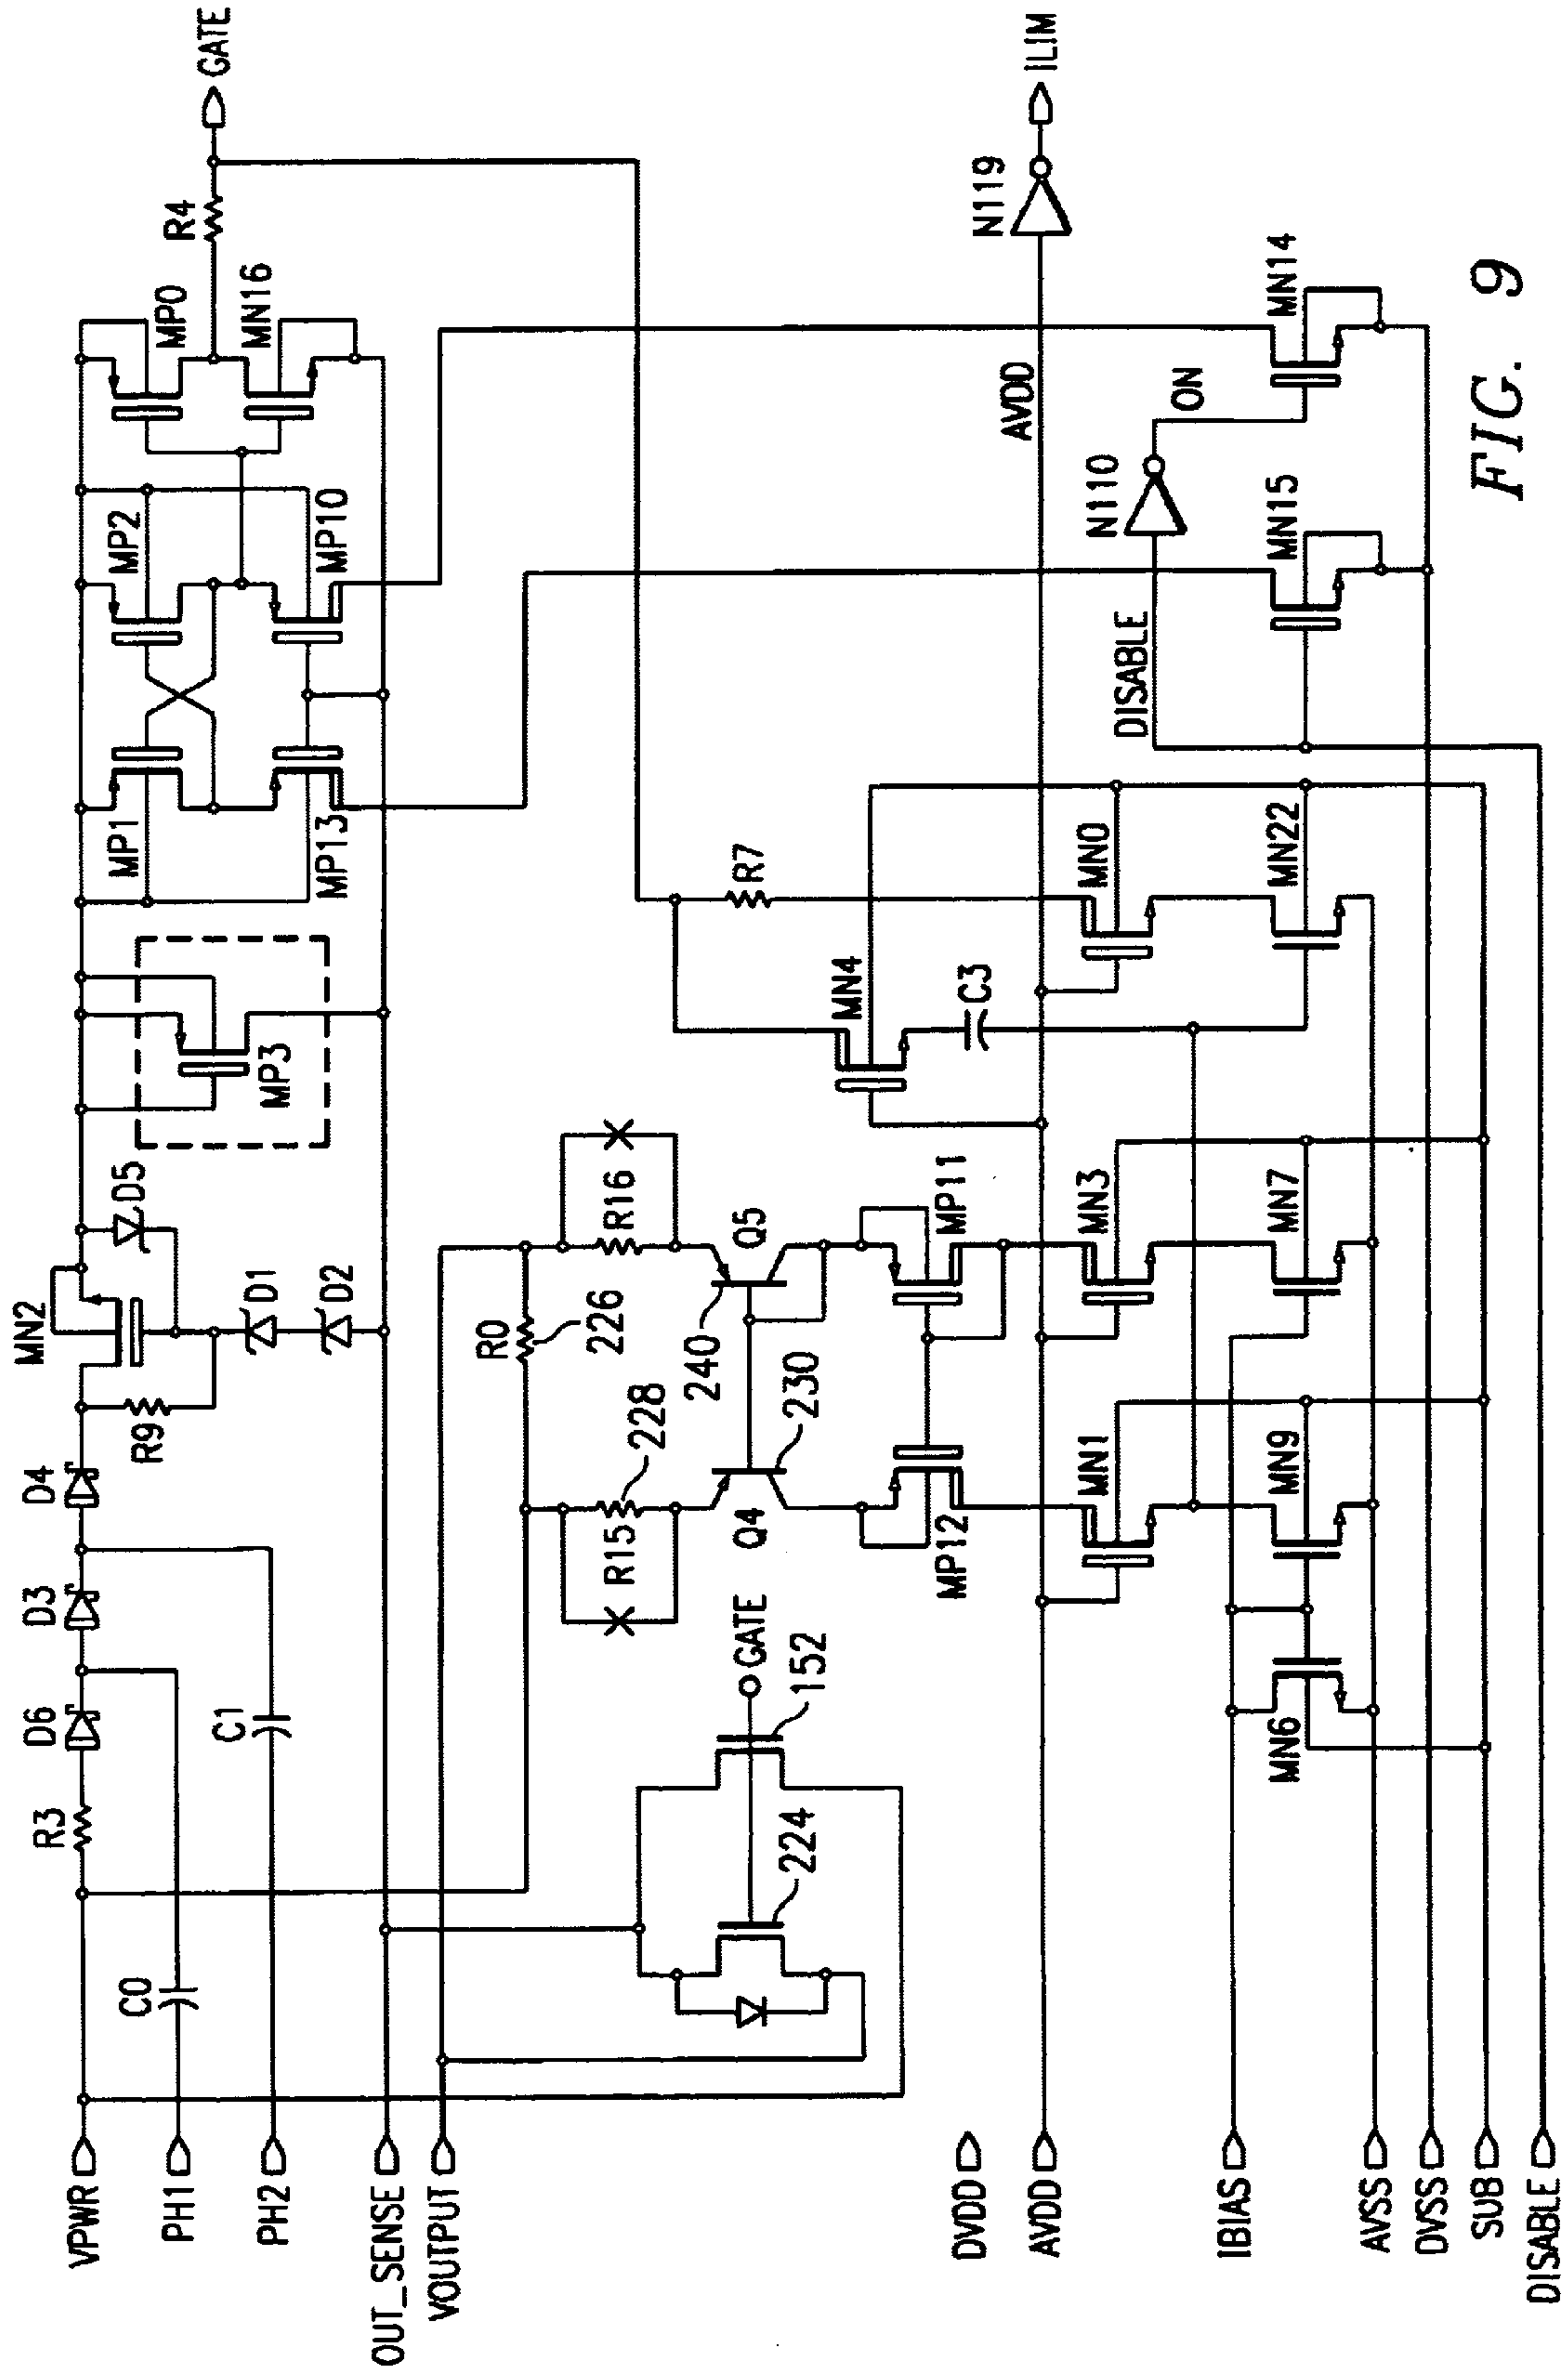 VPWR
PH1
PH2
OUT_SENSE
VOUTPUT
DVDD
AVDD
IBIAS
AVSS
DVSS
SUB
DISABLE
R3
D6
D3
D4
R9
MN2
D5
D1
D2
C0
C1
MP3
MP1
MP2
MP13
MP10
MP0
MN16
R4
GATE
R0
226
R15
228
R16
Q4
230
240
Q5
GATE
152
224
MP12
MP11
MN4
C3
R7
AVDD
N119
ILIM
MN1
MN3
MN0
MN6
MN9
MN7
MN22
DISABLE
N110
ON
MN15
MN14
FIG. 9